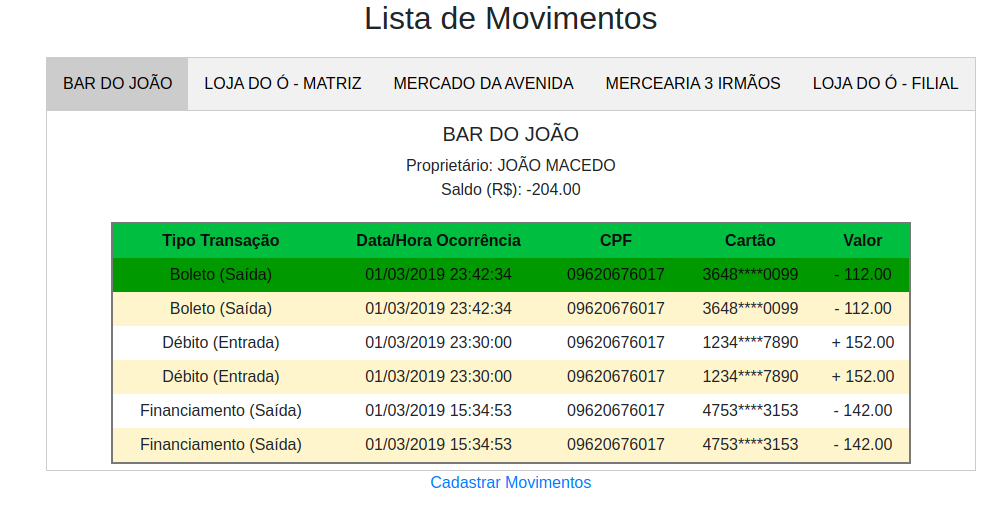 Lista de Movimentos
BAR DO JOÃO LOJA DO Ó - MATRIZ MERCADO DA AVENIDA MERCEARIA 3 IRMÃOS LOJA DO Ó - FILIAL
BAR DO JOÃO
Proprietário: JOÃO MACEDO
Saldo (R$): -204.00
Tipo Transação Data/Hora Ocorrência CPF Cartão Valor
Boleto (Saída) 01/03/2019 23:42:34 09620676017 3648****0099 - 112.00
Boleto (Saída) 01/03/2019 23:42:34 09620676017 3648****0099 - 112.00
Débito (Entrada) 01/03/2019 23:30:00 09620676017 1234****7890 + 152.00
Débito (Entrada) 01/03/2019 23:30:00 09620676017 1234****7890 + 152.00
Financiamento (Saída) 01/03/2019 15:34:53 09620676017 4753****3153 - 142.00
Financiamento (Saída) 01/03/2019 15:34:53 09620676017 4753****3153 - 142.00
Cadastrar Movimentos